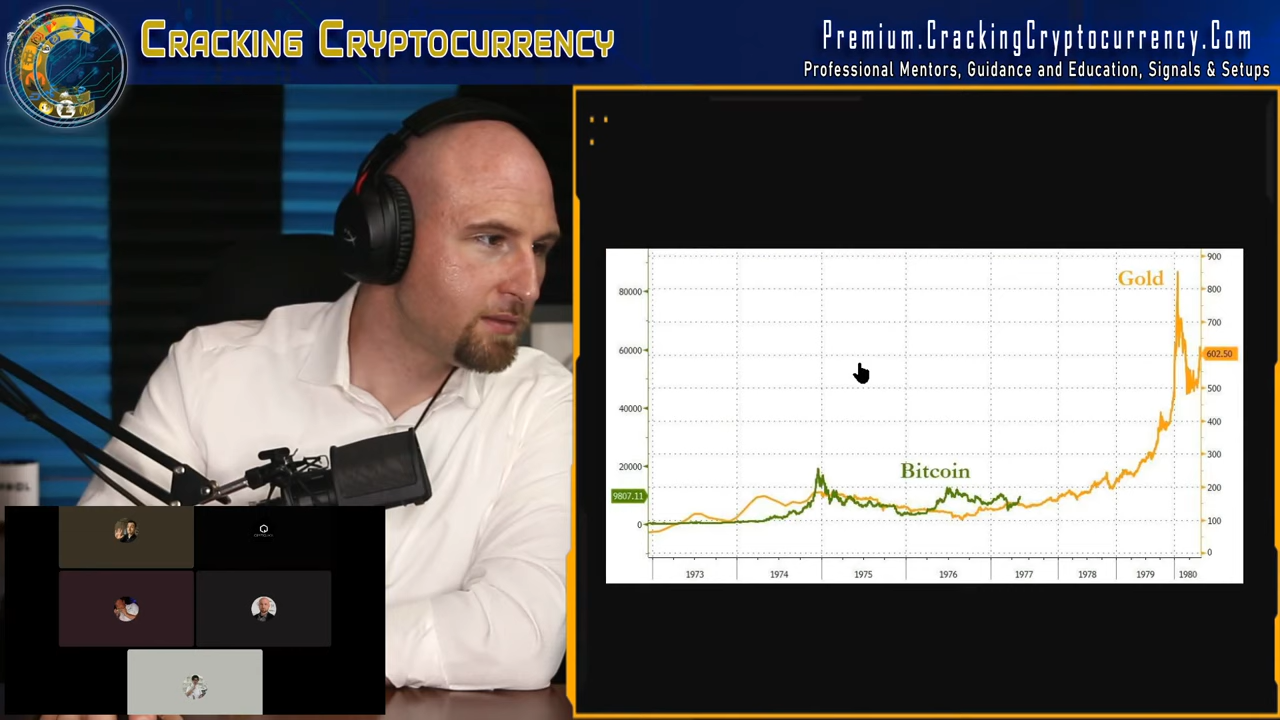 Cracking Cryptocurrency
Premium.CrackingCryptocurrency.Com
Professional Mentors, Guidance and Education, Signals & Setups
Gold
Bitcoin
80000
60000
40000
20000
9807.11
0
900
800
700
602.50
500
400
300
200
100
0
1973 1974 1975 1976 1977 1978 1979 1980